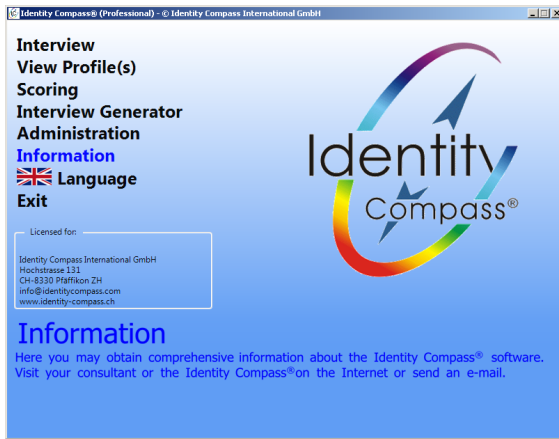 Identity Compass® (Professional) - © Identity Compass International GmbH
Interview
View Profile(s)
Scoring
Interview Generator
Administration
Information
Language
Exit
Identity
Compass®
Licensed for:
Identity Compass International GmbH
Hochstrasse 131
CH-8330 Pfäffikon ZH
info@identitycompass.com
www.identity-compass.ch
Information
Here you may obtain comprehensive information about the Identity Compass® software.
Visit your consultant or the Identity Compass®on the Internet or send an e-mail.